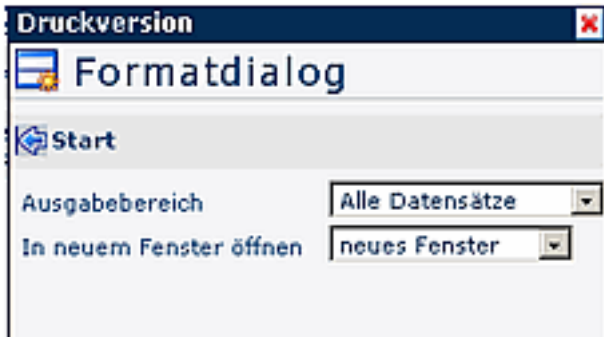 Druckversion
Formatdialog
Start
Ausgabebereich Alle Datensätze
In neuem Fenster öffnen neues Fenster